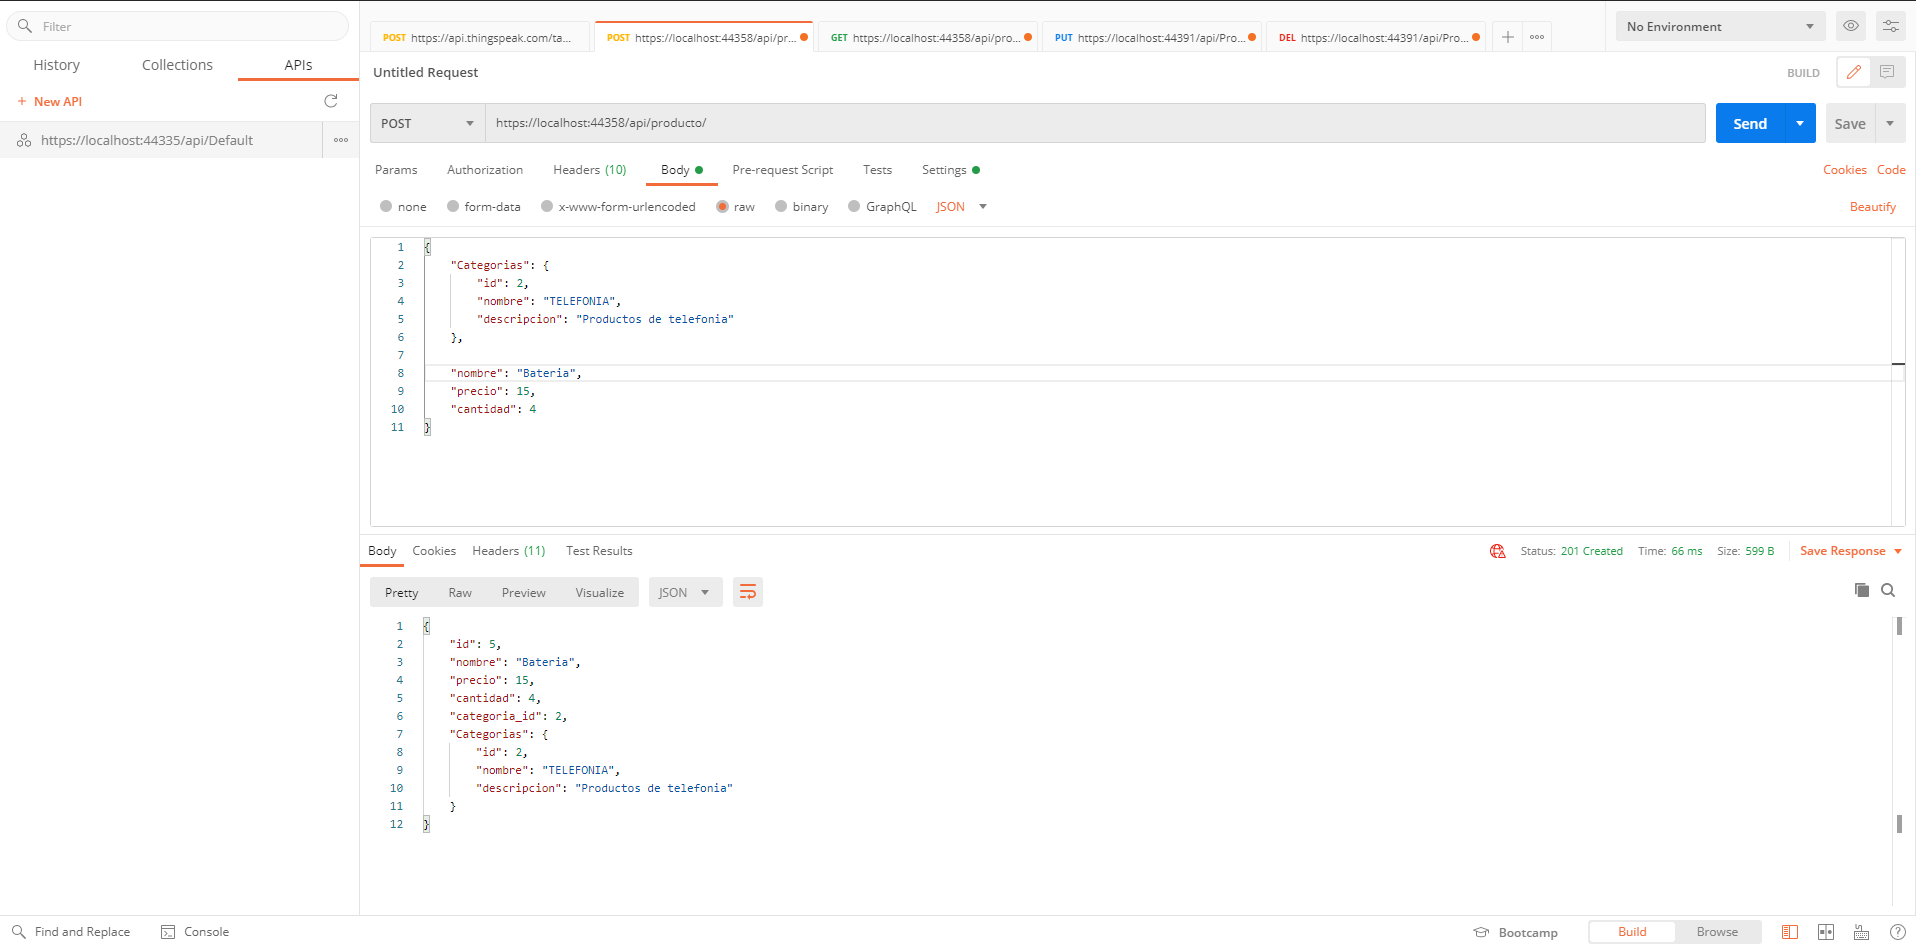 Filter
History Collections APIs
+ New API
https://localhost:44335/api/Default
POST https://api.thingspeak.com/ta...
POST https://localhost:44358/api/pr...
GET https://localhost:44358/api/pro...
PUT https://localhost:44391/api/Pro...
DEL https://localhost:44391/api/Pro...
No Environment
Untitled Request
BUILD
POST https://localhost:44358/api/producto/
Send Save
Params Authorization Headers (10) Body Pre-request Script Tests Settings Cookies Code
none form-data x-www-form-urlencoded raw binary GraphQL JSON Beautify
1 {
2 "Categorias": {
3 "id": 2,
4 "nombre": "TELEFONIA",
5 "descripcion": "Productos de telefonia"
6 },
7
8 "nombre": "Bateria",
9 "precio": 15,
10 "cantidad": 4
11 }
Body Cookies Headers (11) Test Results Status: 201 Created Time: 66 ms Size: 599 B Save Response
Pretty Raw Preview Visualize JSON
1 {
2 "id": 5,
3 "nombre": "Bateria",
4 "precio": 15,
5 "cantidad": 4,
6 "categoria_id": 2,
7 "Categorias": {
8 "id": 2,
9 "nombre": "TELEFONIA",
10 "descripcion": "Productos de telefonia"
11 }
12 }
Find and Replace Console Bootcamp Build Browse